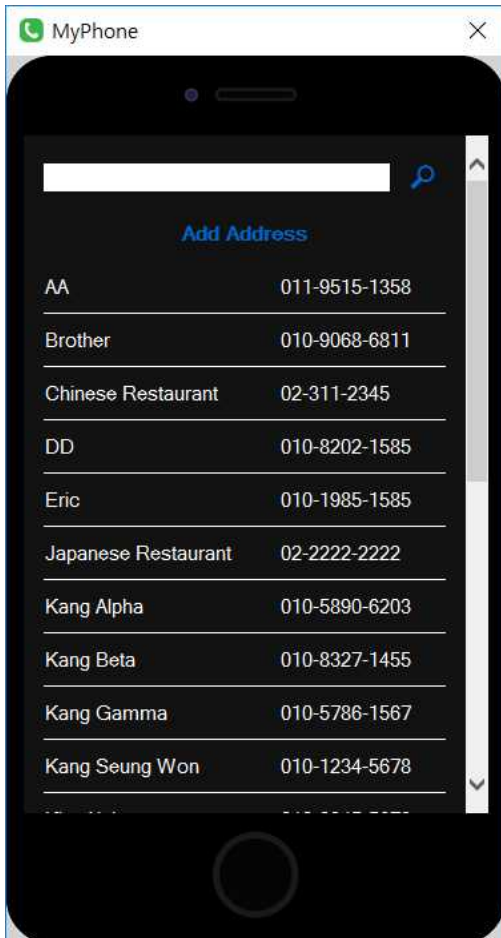 MyPhone
Add Address
AA 011-9515-1358
Brother 010-9068-6811
Chinese Restaurant 02-311-2345
DD 010-8202-1585
Eric 010-1985-1585
Japanese Restaurant 02-2222-2222
Kang Alpha 010-5890-6203
Kang Beta 010-8327-1455
Kang Gamma 010-5786-1567
Kang Seung Won 010-1234-5678